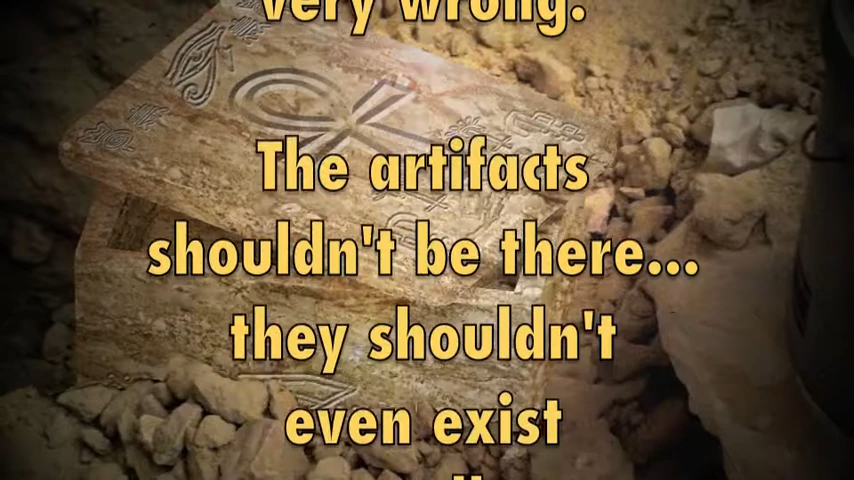 very wrong.
The artifacts
shouldn't be there...
they shouldn't
even exist